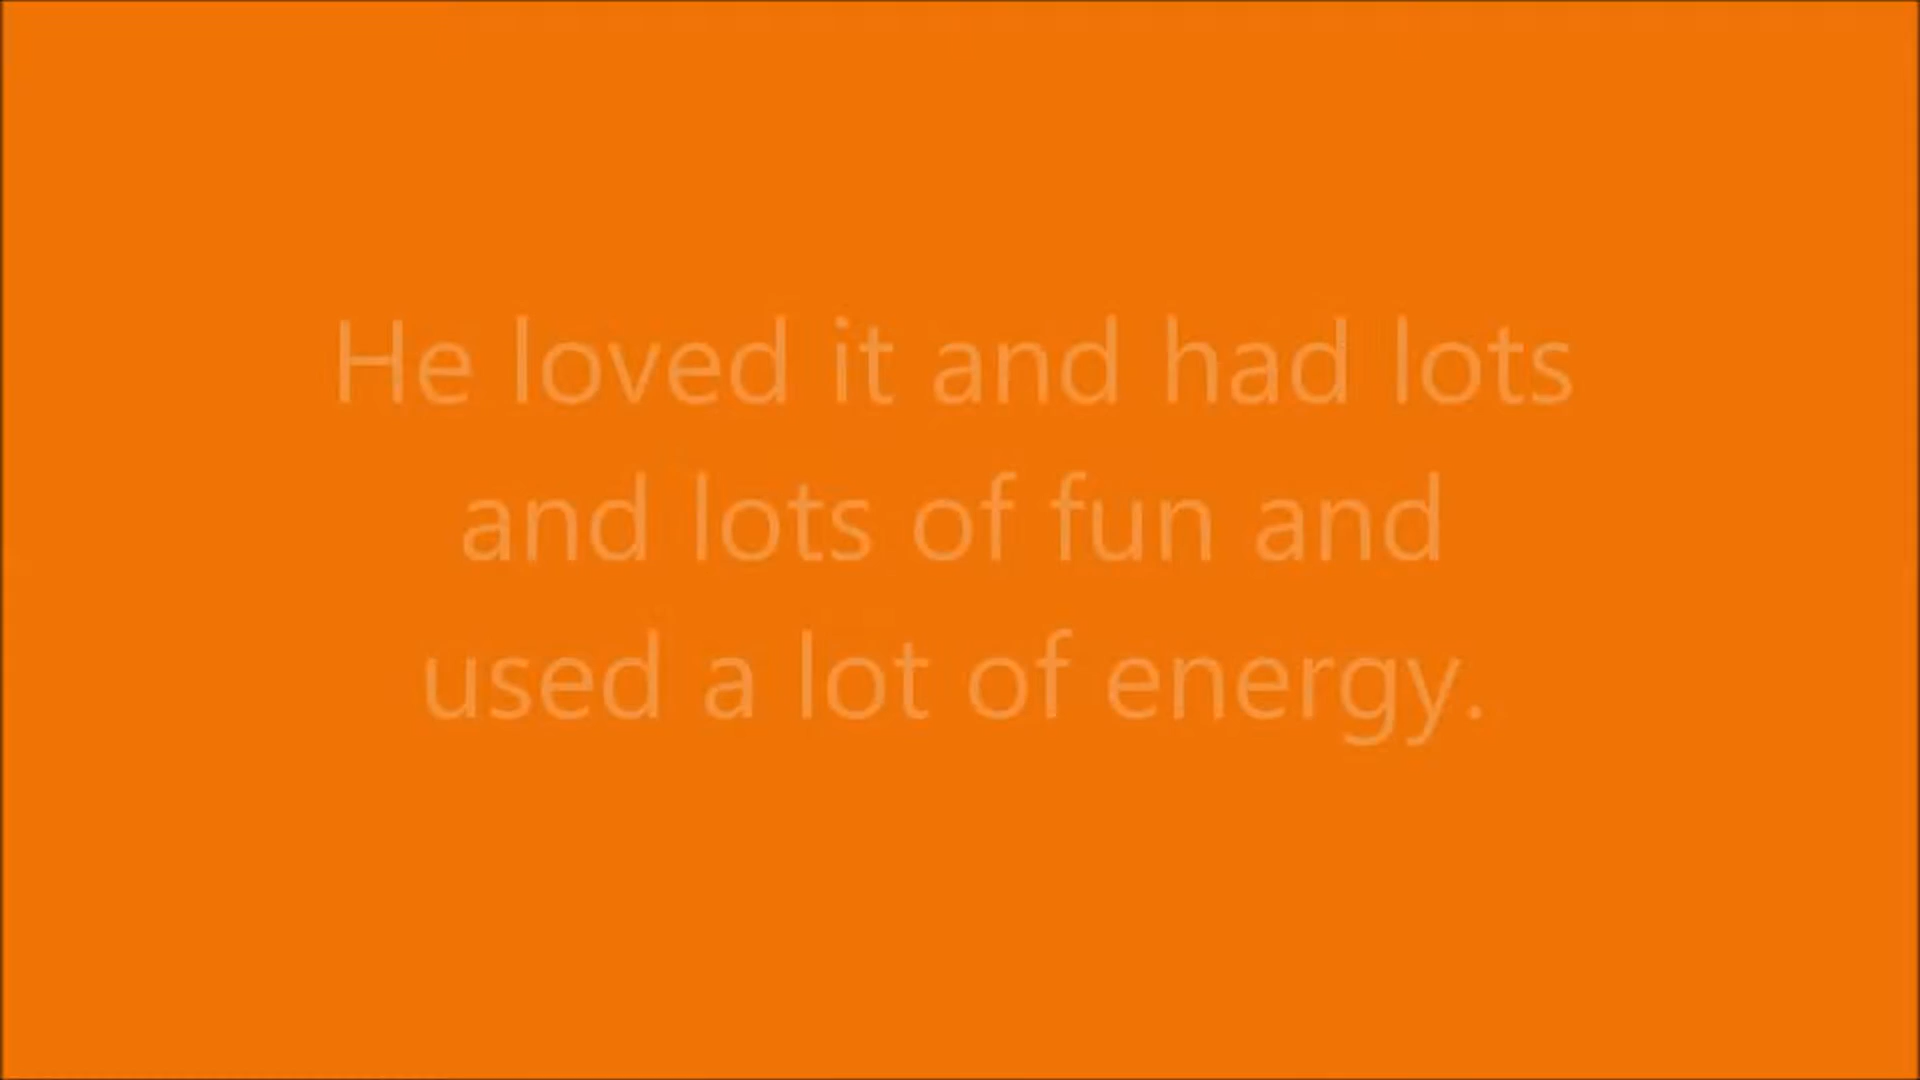 He loved it and had lots
and lots of fun and
used a lot of energy.